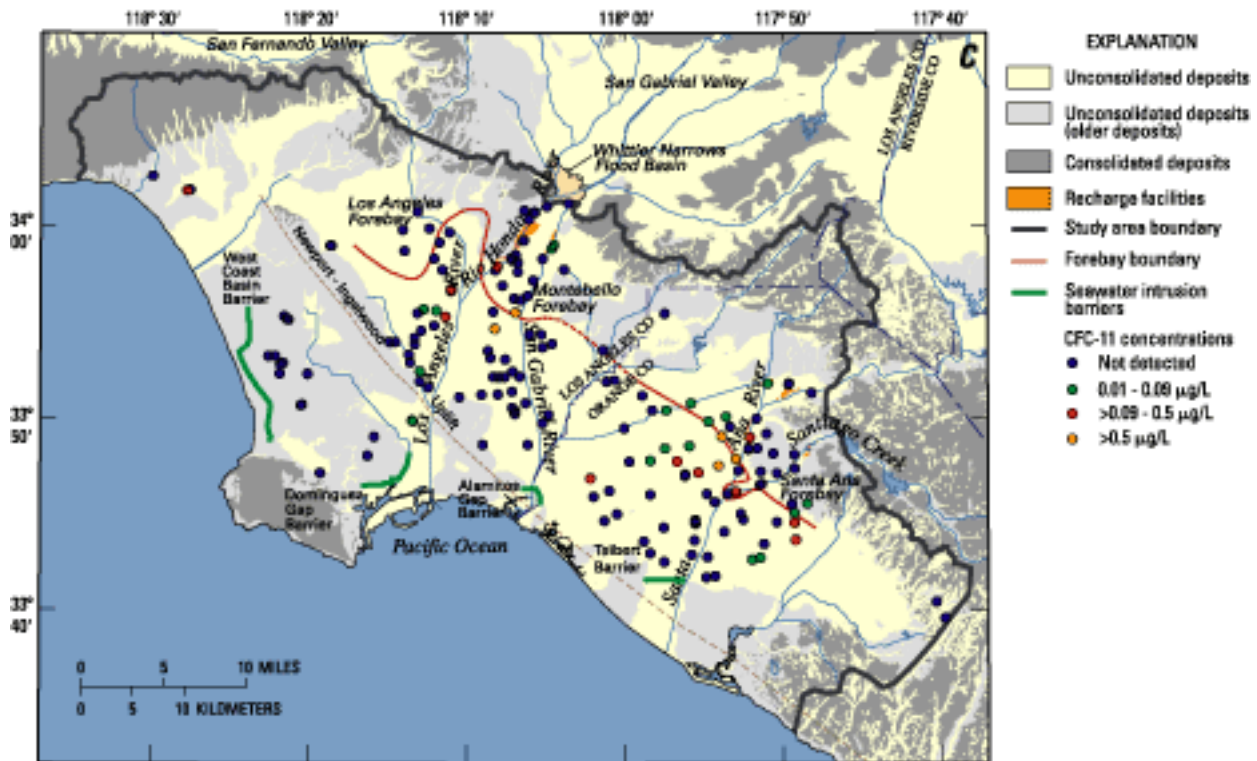 118° 30'
118° 20'
118° 10'
118° 00'
117° 50'
117° 40'
C
San Fernando Valley
San Gabriel Valley
LOS ANGELES CO
RIVERSIDE CO
Whittier Narrows
Flood Basin
34°
00'
Los Angeles
Forebay
River
Rio Hondo
West
Coast
Basin
Barrier
Newport - Inglewood
Uplift
Montebello
Forebay
Los
Angeles
San Gabriel River
LOS ANGELES CO
ORANGE CO
33°
50'
Santa
Ana
River
Santiago Creek
Santa Ana
Forebay
Dominguez
Gap
Barrier
Alamitos
Gap
Barrier
Pacific Ocean
Talbert
Barrier
33°
40'
0 5 10 MILES
0 5 10 KILOMETERS
EXPLANATION
Unconsolidated deposits
Unconsolidated deposits
(older deposits)
Consolidated deposits
Recharge facilities
Study area boundary
Forebay boundary
Seawater intrusion
barriers
CFC-11 concentrations
Not detected
0.01 - 0.09 µg/L
>0.09 - 0.5 µg/L
>0.5 µg/L